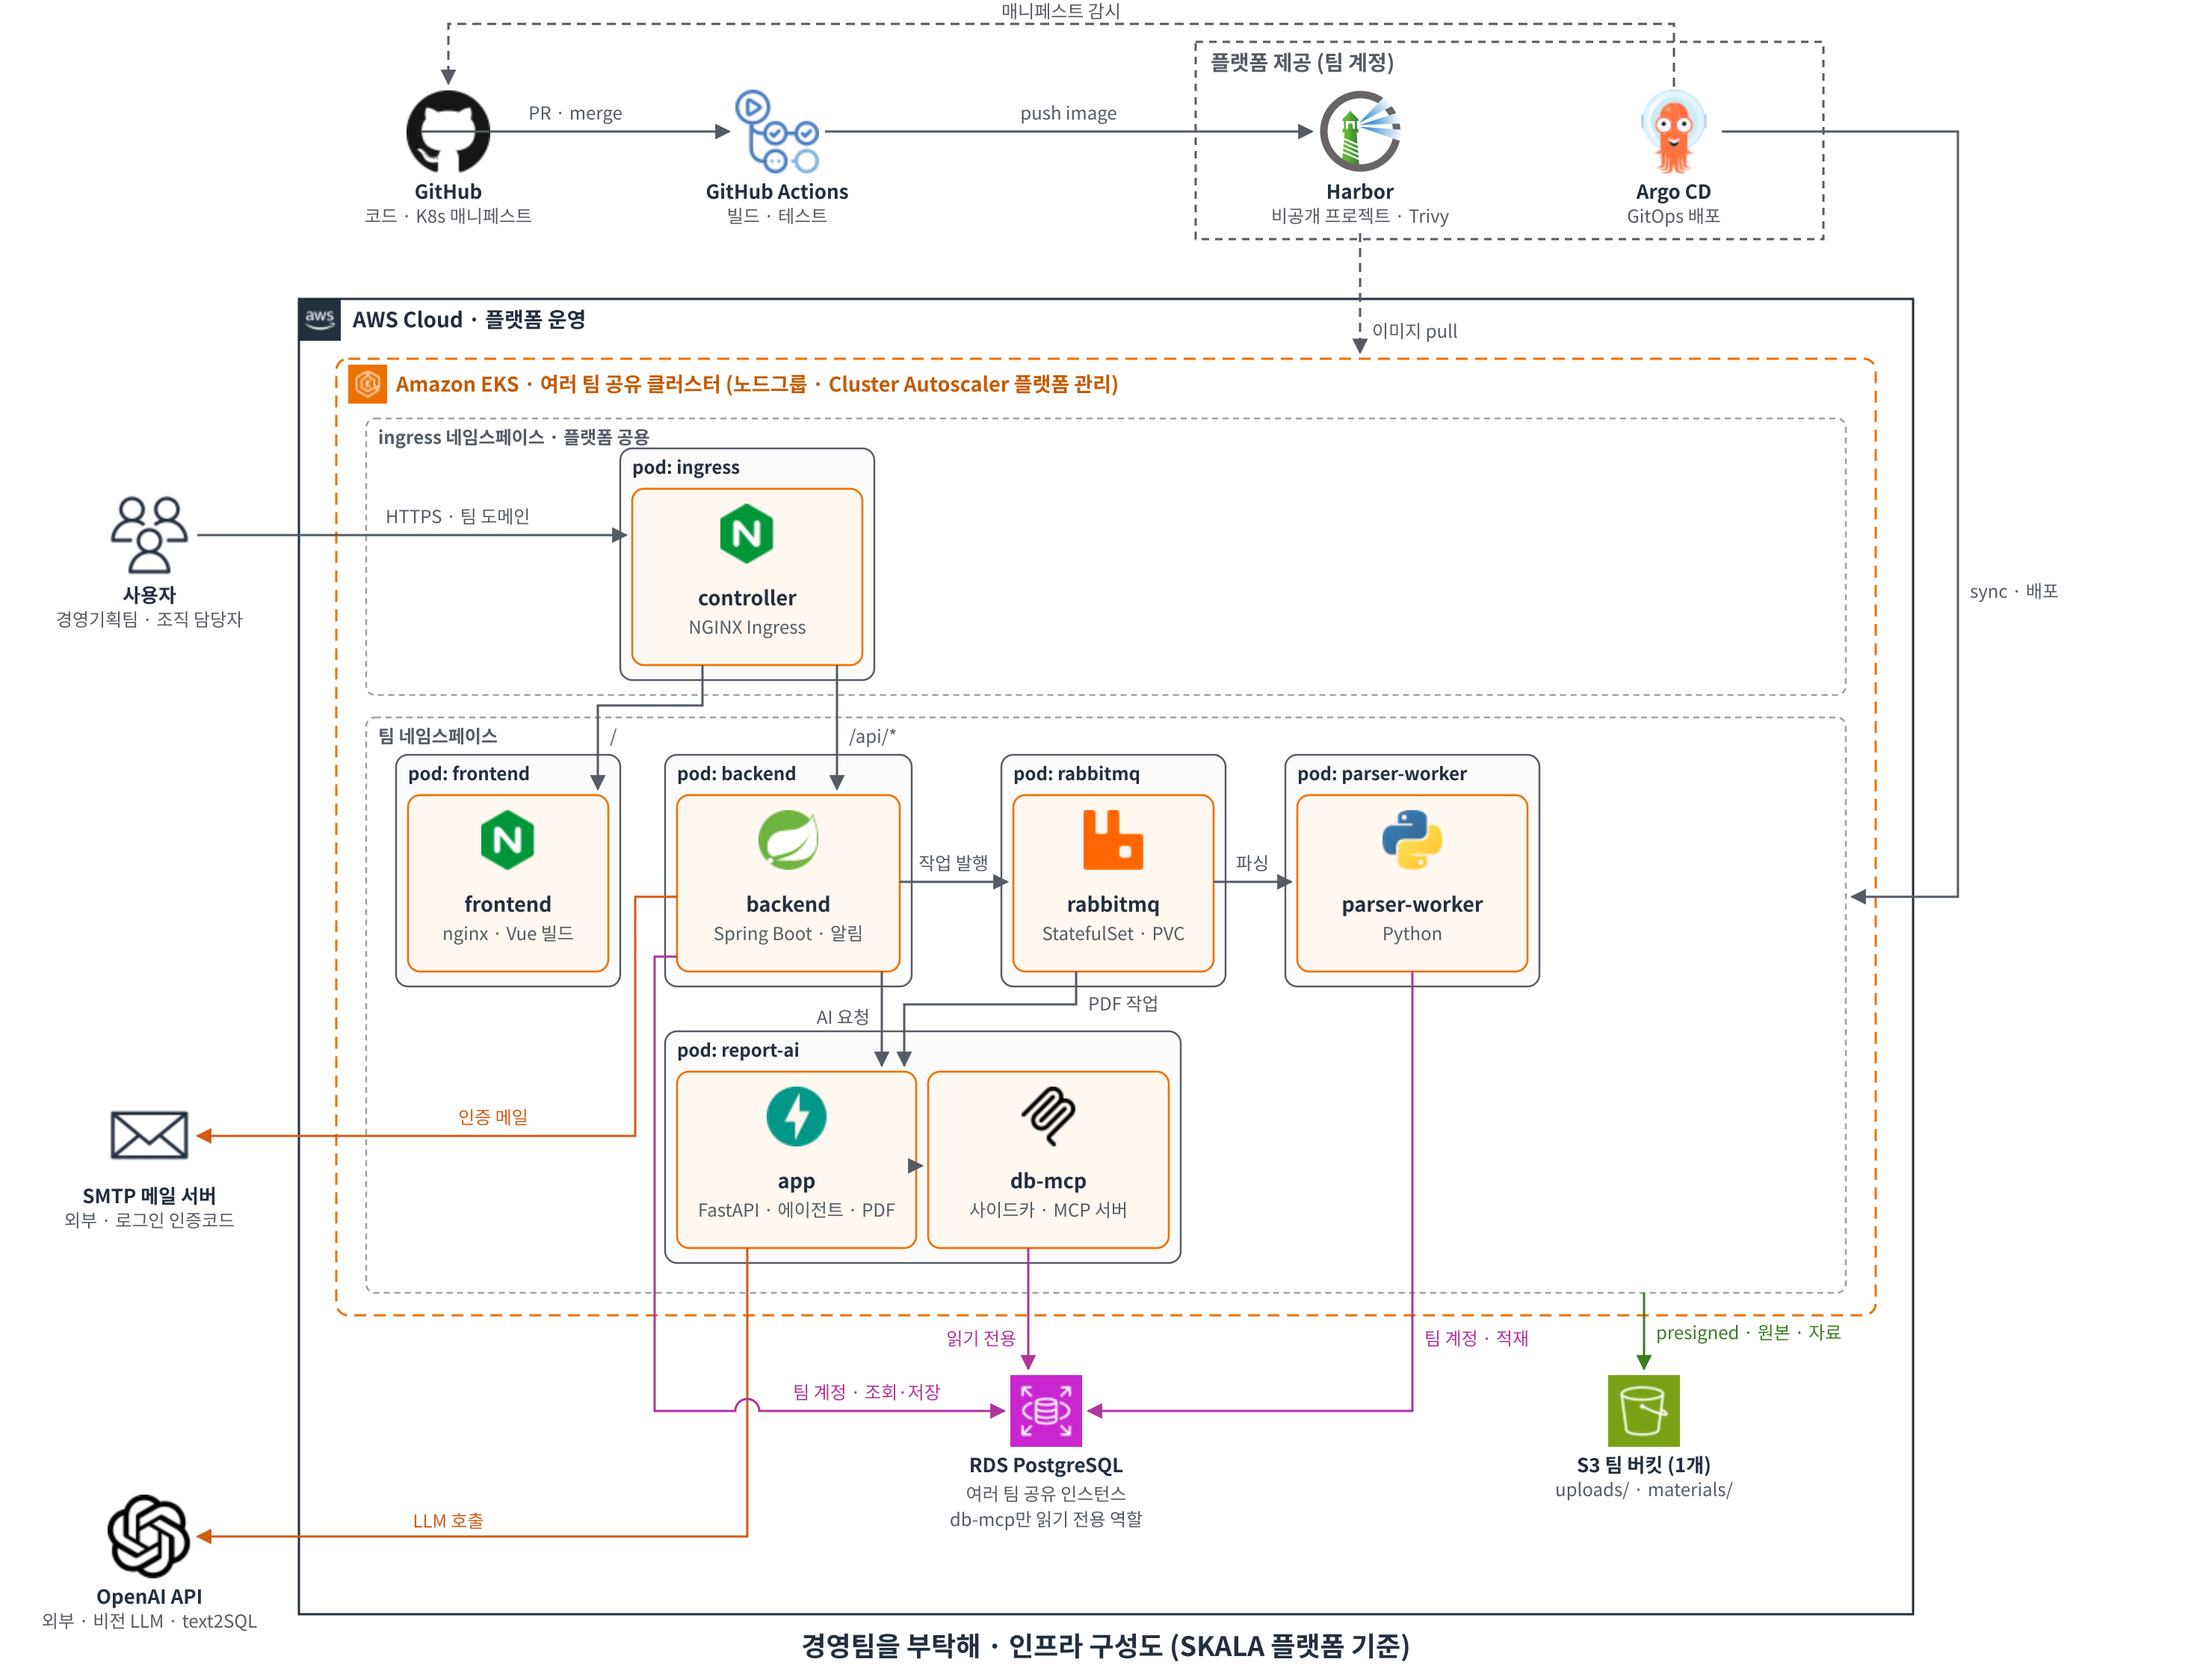 매니페스트 감시
플랫폼 제공 (팀 계정)
PR · merge
push image
GitHub
코드 · K8s 매니페스트
GitHub Actions
빌드 · 테스트
Harbor
비공개 프로젝트 · Trivy
Argo CD
GitOps 배포
aws
AWS Cloud · 플랫폼 운영
이미지 pull
Amazon EKS · 여러 팀 공유 클러스터 (노드그룹 · Cluster Autoscaler 플랫폼 관리)
ingress 네임스페이스 · 플랫폼 공용
pod: ingress
HTTPS · 팀 도메인
controller
NGINX Ingress
사용자
경영기획팀 · 조직 담당자
sync · 배포
팀 네임스페이스
/
/api/*
pod: frontend
pod: backend
pod: rabbitmq
pod: parser-worker
작업 발행
파싱
frontend
nginx · Vue 빌드
backend
Spring Boot · 알림
rabbitmq
StatefulSet · PVC
parser-worker
Python
AI 요청
PDF 작업
pod: report-ai
인증 메일
app
FastAPI · 에이전트 · PDF
db-mcp
사이드카 · MCP 서버
SMTP 메일 서버
외부 · 로그인 인증코드
읽기 전용
팀 계정 · 적재
presigned · 원본 · 자료
팀 계정 · 조회·저장
RDS PostgreSQL
여러 팀 공유 인스턴스
db-mcp만 읽기 전용 역할
S3 팀 버킷 (1개)
uploads/ · materials/
LLM 호출
OpenAI API
외부 · 비전 LLM · text2SQL
경영팀을 부탁해 · 인프라 구성도 (SKALA 플랫폼 기준)